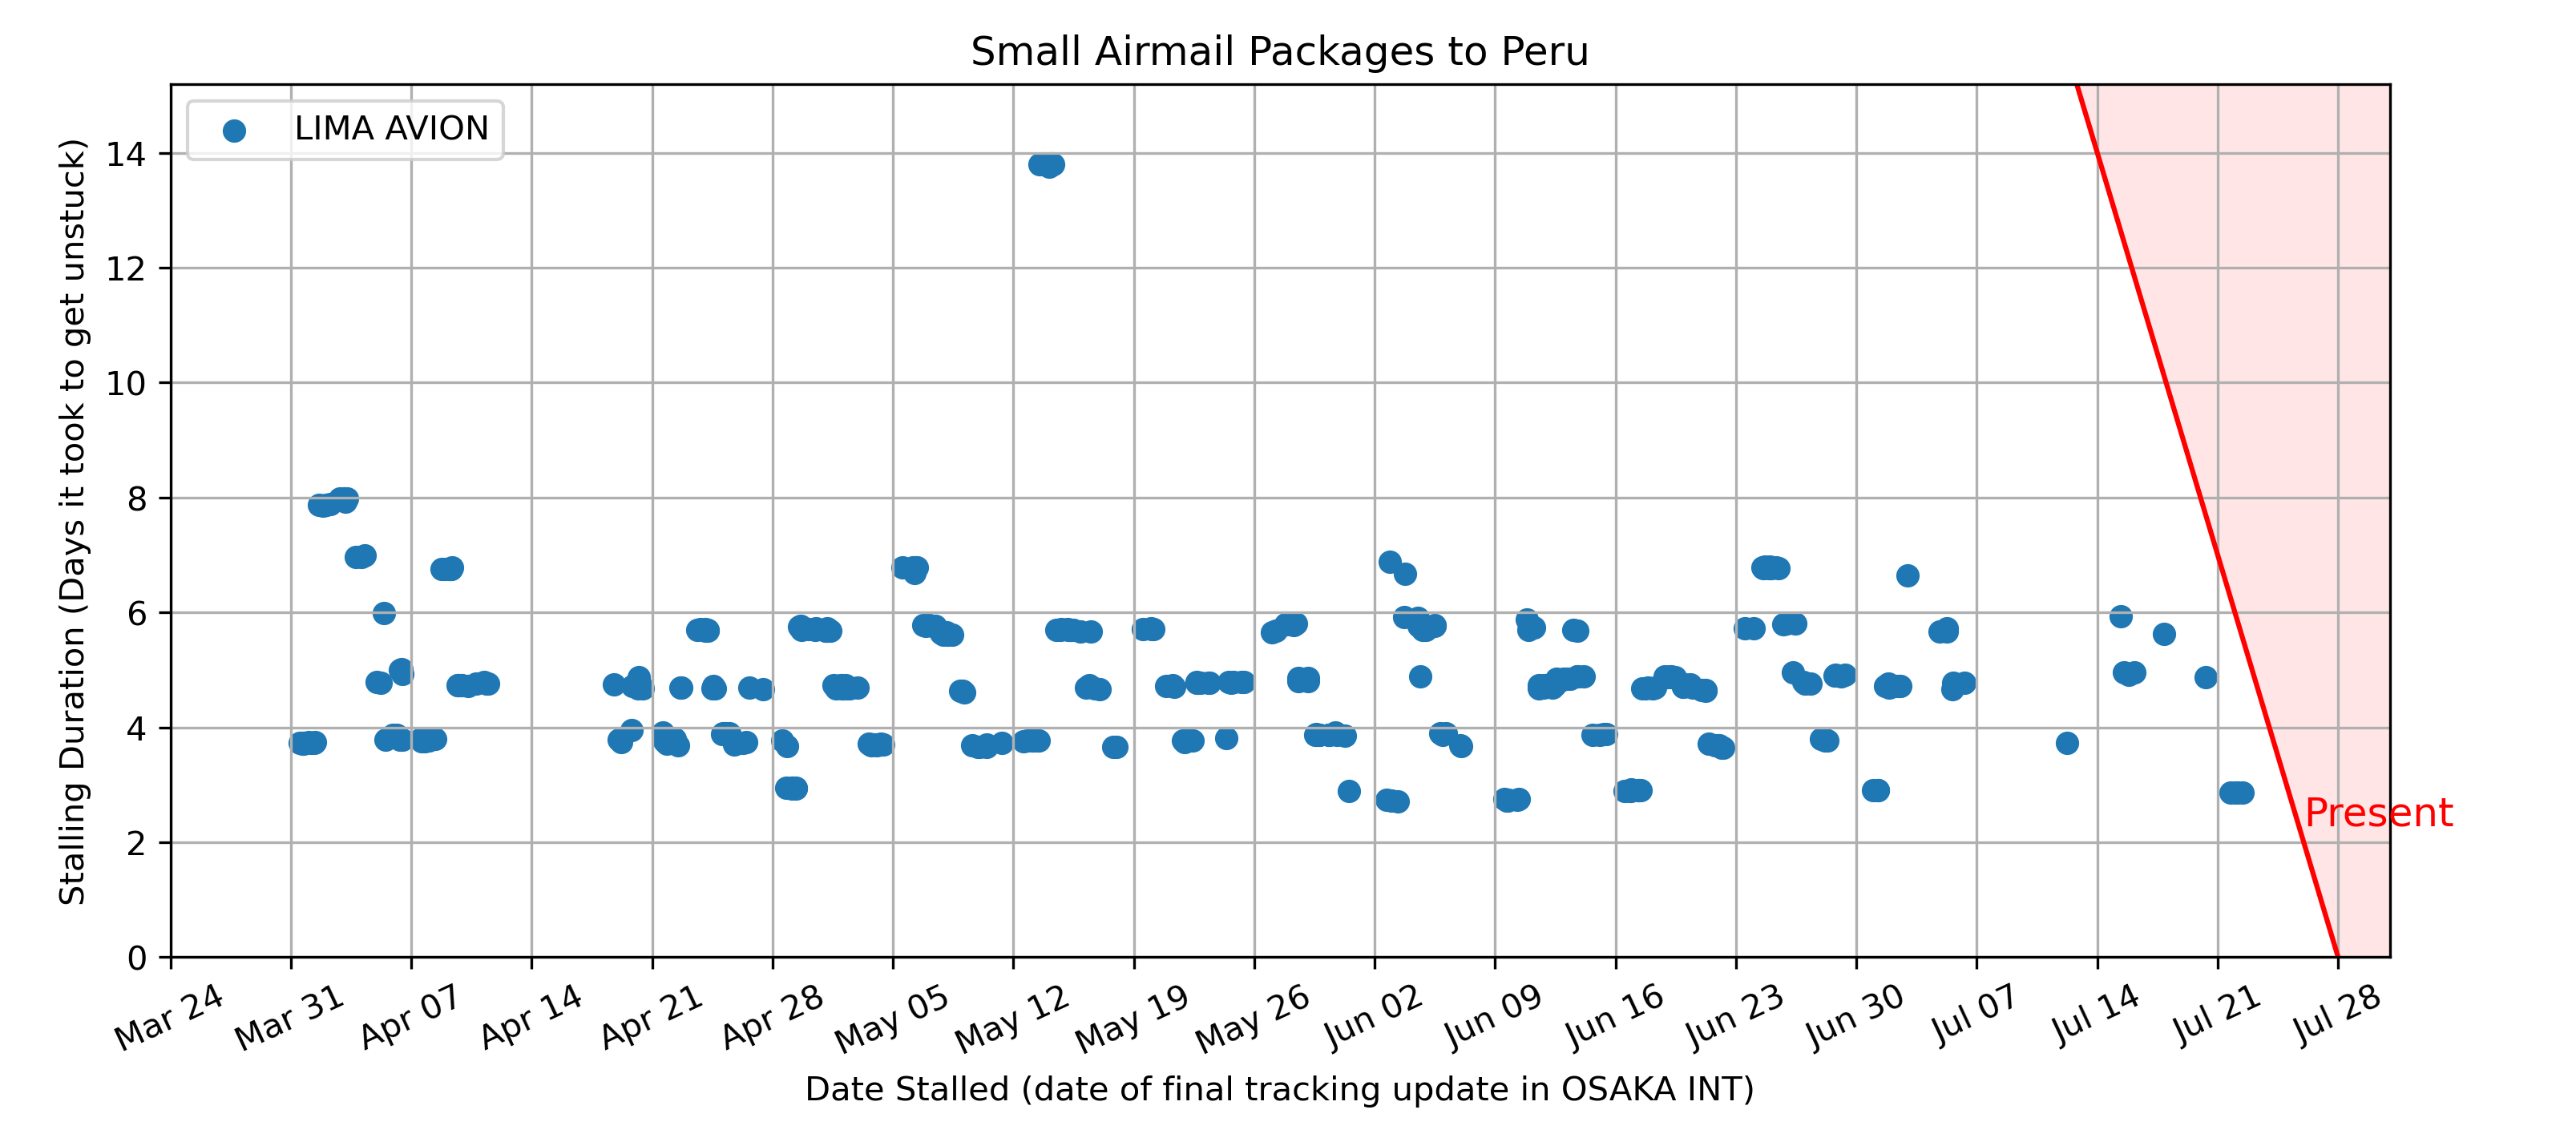 Small Airmail Packages to Peru
LIMA AVION
Stalling Duration (Days it took to get unstuck)
14
12
10
8
6
4
2
0
Present
Mar 24
Mar 31
Apr 07
Apr 14
Apr 21
Apr 28
May 05
May 12
May 19
May 26
Jun 02
Jun 09
Jun 16
Jun 23
Jun 30
Jul 07
Jul 14
Jul 21
Jul 28
Date Stalled (date of final tracking update in OSAKA INT)